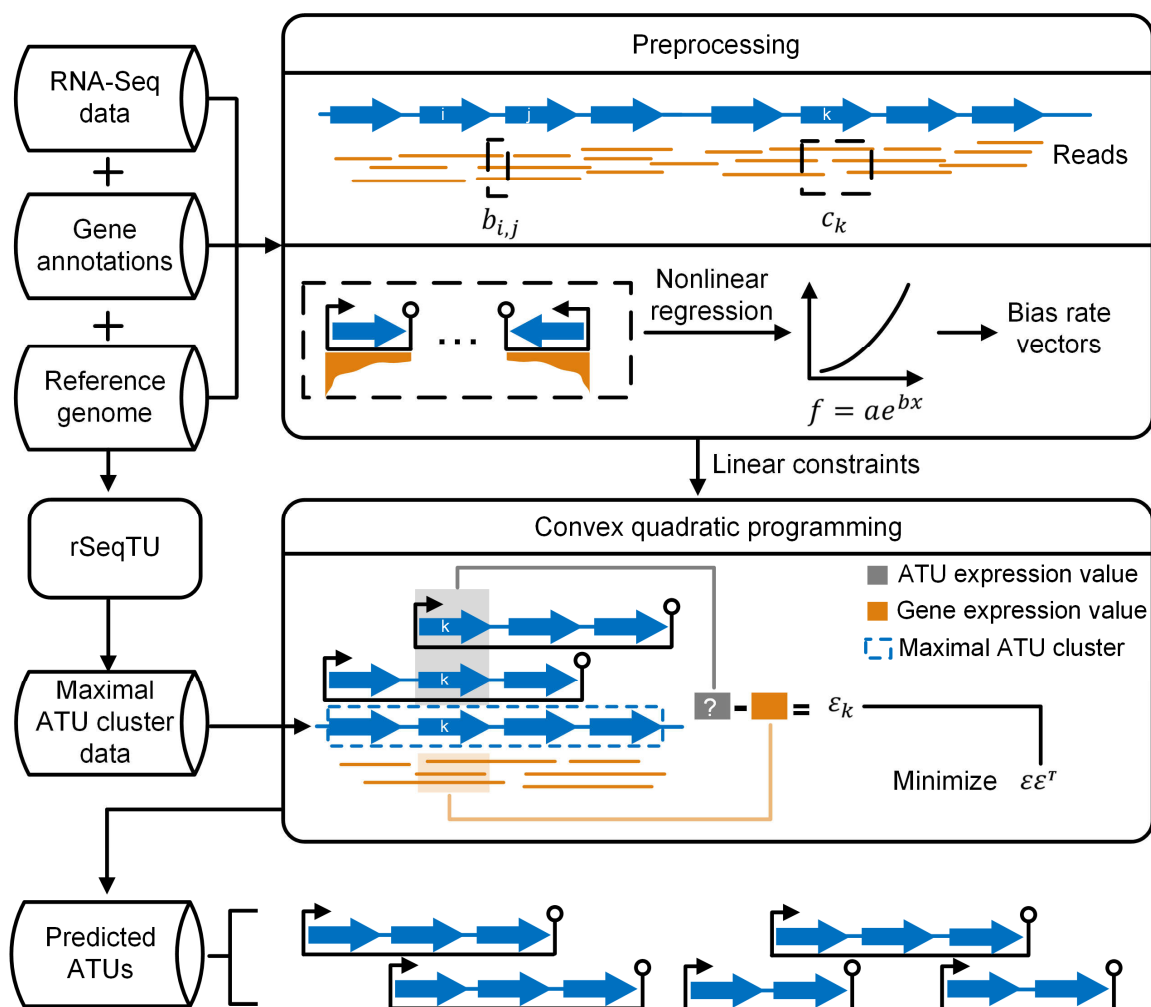 RNA-Seq
data
+
Gene
annotations
+
Reference
genome
rSeqTU
Maximal
ATU cluster
data
Predicted
ATUs
Preprocessing
i
j
k
Reads
b_{i,j}
c_k
...
Nonlinear
regression
f = ae^{bx}
Bias rate
vectors
Linear constraints
Convex quadratic programming
ATU expression value
Gene expression value
Maximal ATU cluster
k
k
k
? - = ε_k
Minimize εε^τ